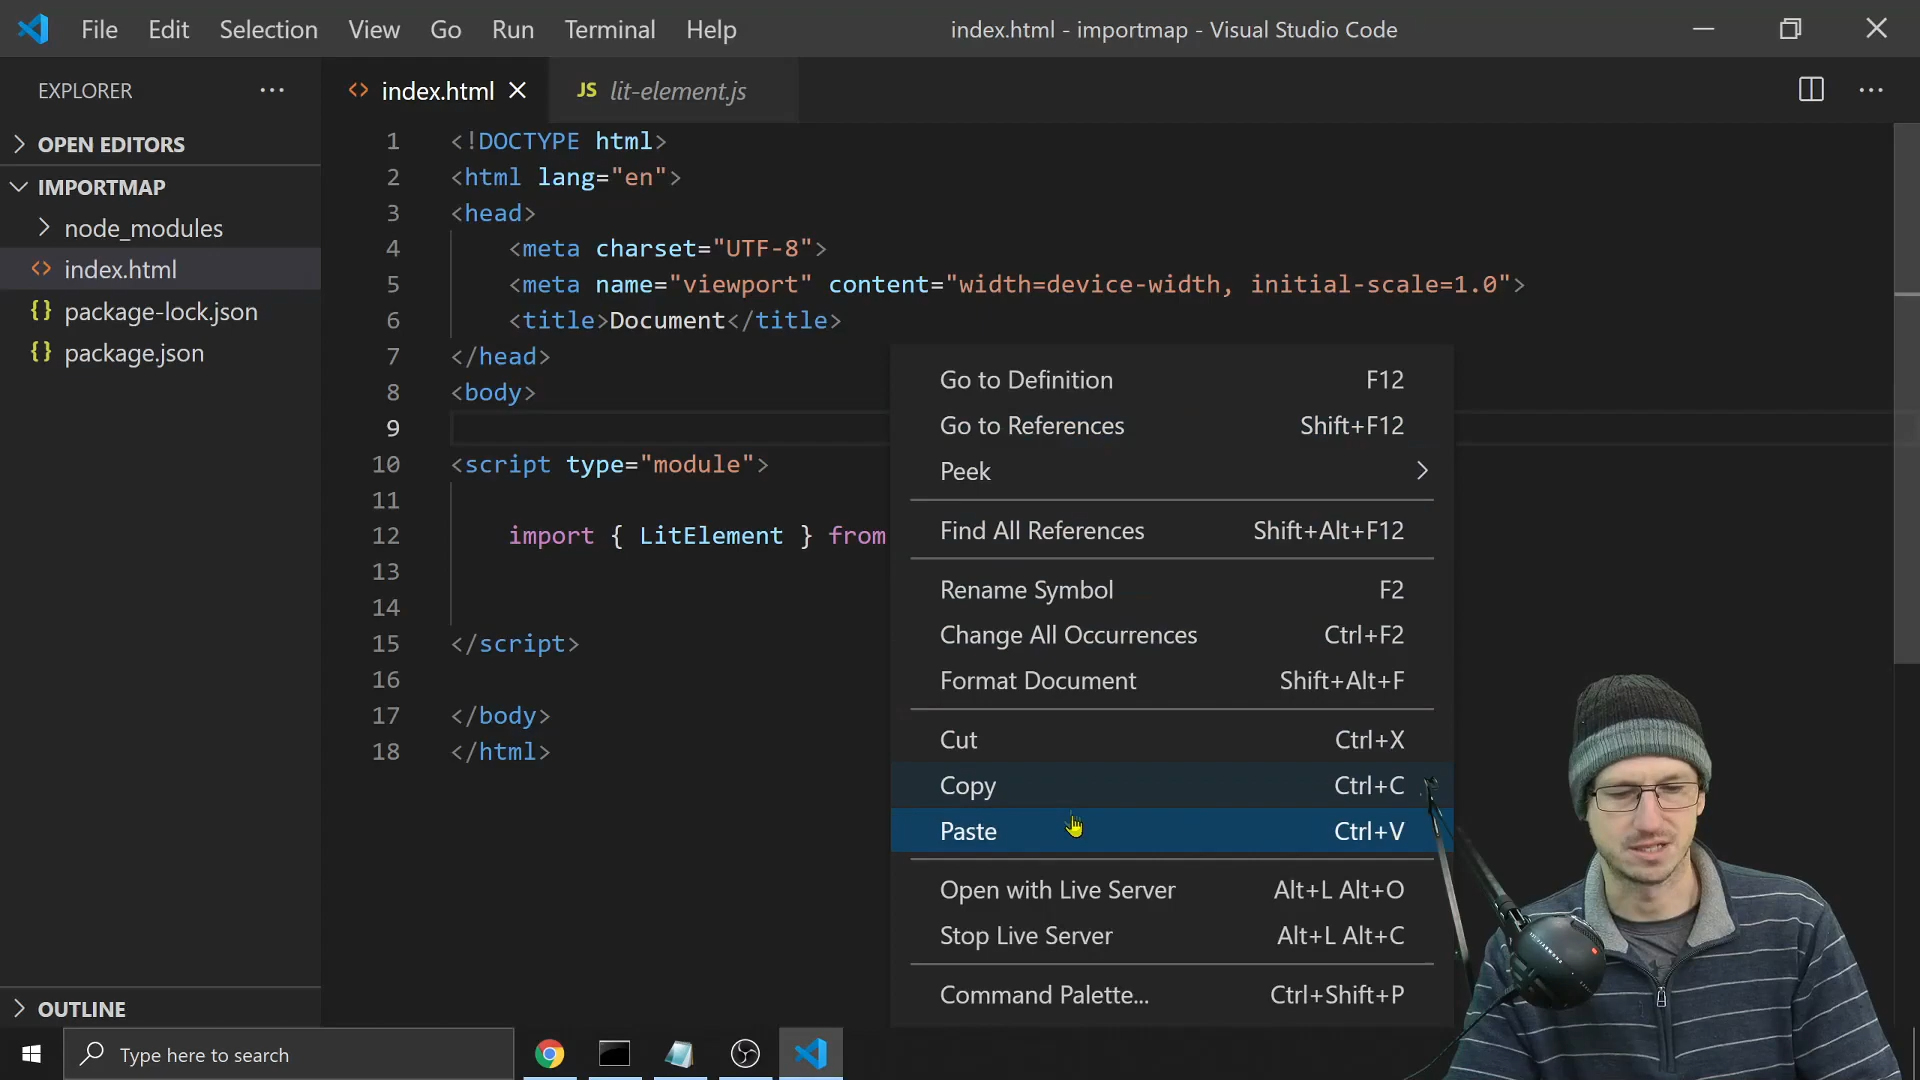 File Edit Selection View Go Run Terminal Help
index.html - importmap - Visual Studio Code
EXPLORER
OPEN EDITORS
IMPORTMAP
node_modules
index.html
package-lock.json
package.json
OUTLINE
index.html
JS lit-element.js
1 <!DOCTYPE html>
2 <html lang="en">
3 <head>
4 <meta charset="UTF-8">
5 <meta name="viewport" content="width=device-width, initial-scale=1.0">
6 <title>Document</title>
7 </head>
8 <body>
9
10 <script type="module">
11
12 import { LitElement } from
13
14
15 </script>
16
17 </body>
18 </html>
Go to Definition F12
Go to References Shift+F12
Peek
Find All References Shift+Alt+F12
Rename Symbol F2
Change All Occurrences Ctrl+F2
Format Document Shift+Alt+F
Cut Ctrl+X
Copy Ctrl+C
Paste Ctrl+V
Open with Live Server Alt+L Alt+O
Stop Live Server Alt+L Alt+C
Command Palette... Ctrl+Shift+P
Type here to search